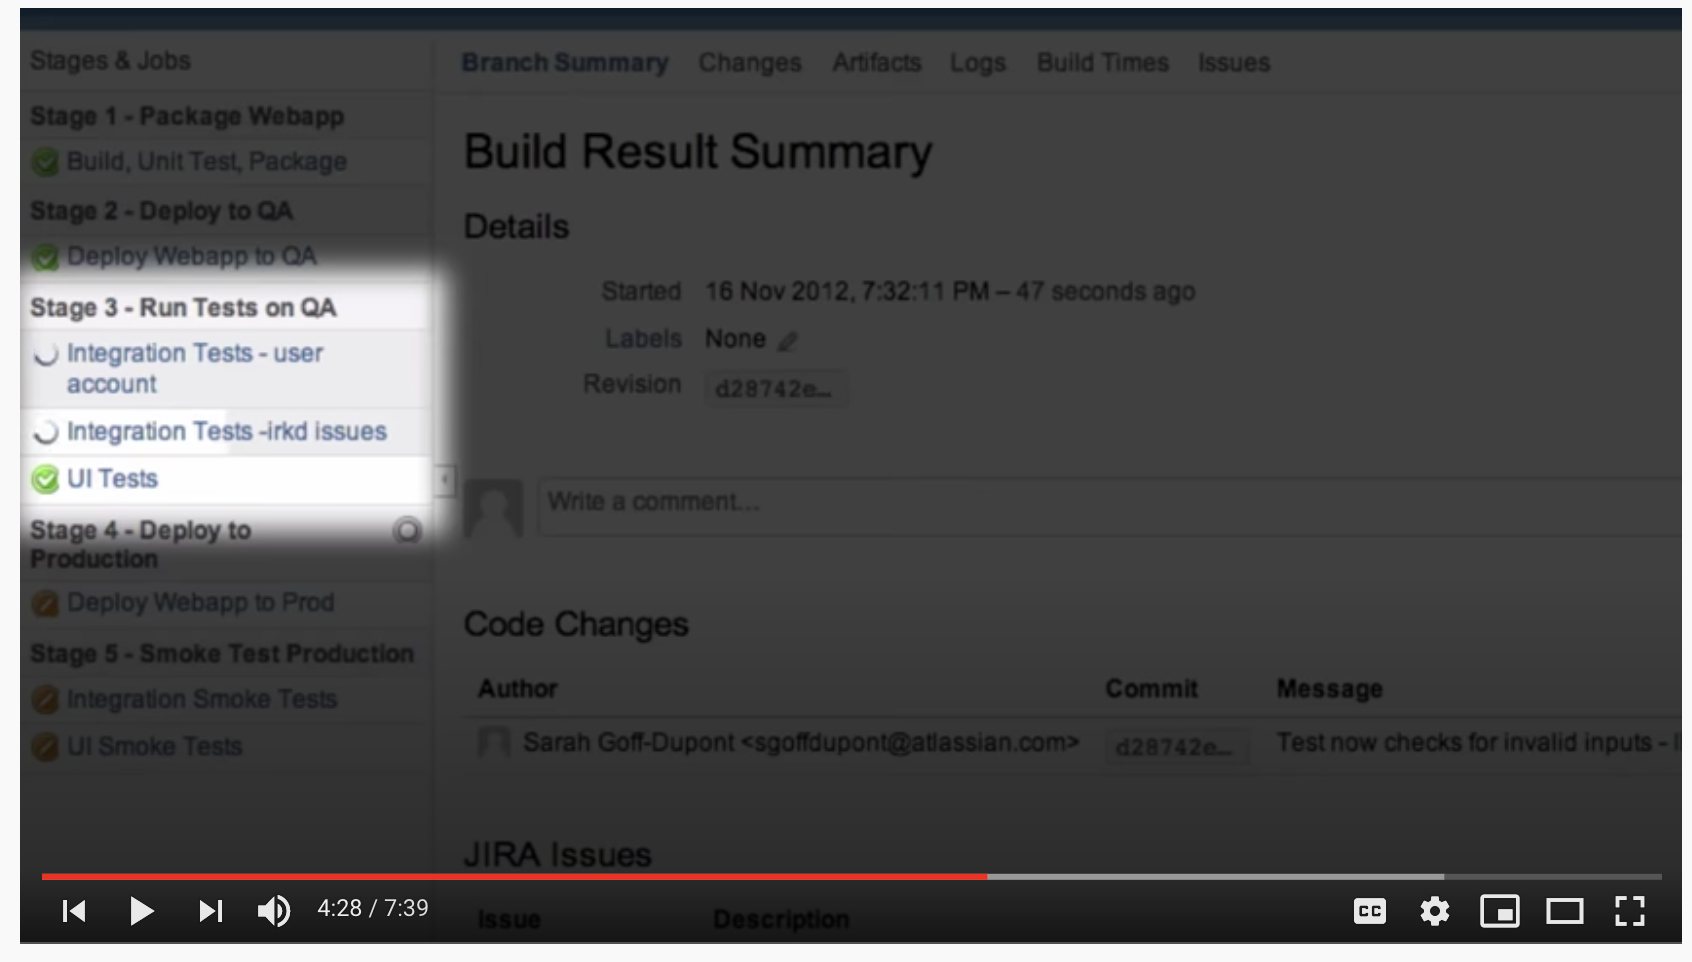 Stages & Jobs
Stage 1 - Package Webapp
Build, Unit Test, Package
Stage 2 - Deploy to QA
Deploy Webapp to QA
Stage 3 - Run Tests on QA
Integration Tests - user
account
Integration Tests -irkd issues
UI Tests
Stage 4 - Deploy to
Production
Deploy Webapp to Prod
Stage 5 - Smoke Test Production
Integration Smoke Tests
UI Smoke Tests
Branch Summary Changes Artifacts Logs Build Times Issues
Build Result Summary
Details
Started 16 Nov 2012, 7:32:11 PM – 47 seconds ago
Labels None
Revision d28742e…
Write a comment...
Code Changes
Author Commit Message
Sarah Goff-Dupont <sgoffdupont@atlassian.com> d28742e… Test now checks for invalid inputs -
JIRA Issues
Issue Description
4:28 / 7:39
CC